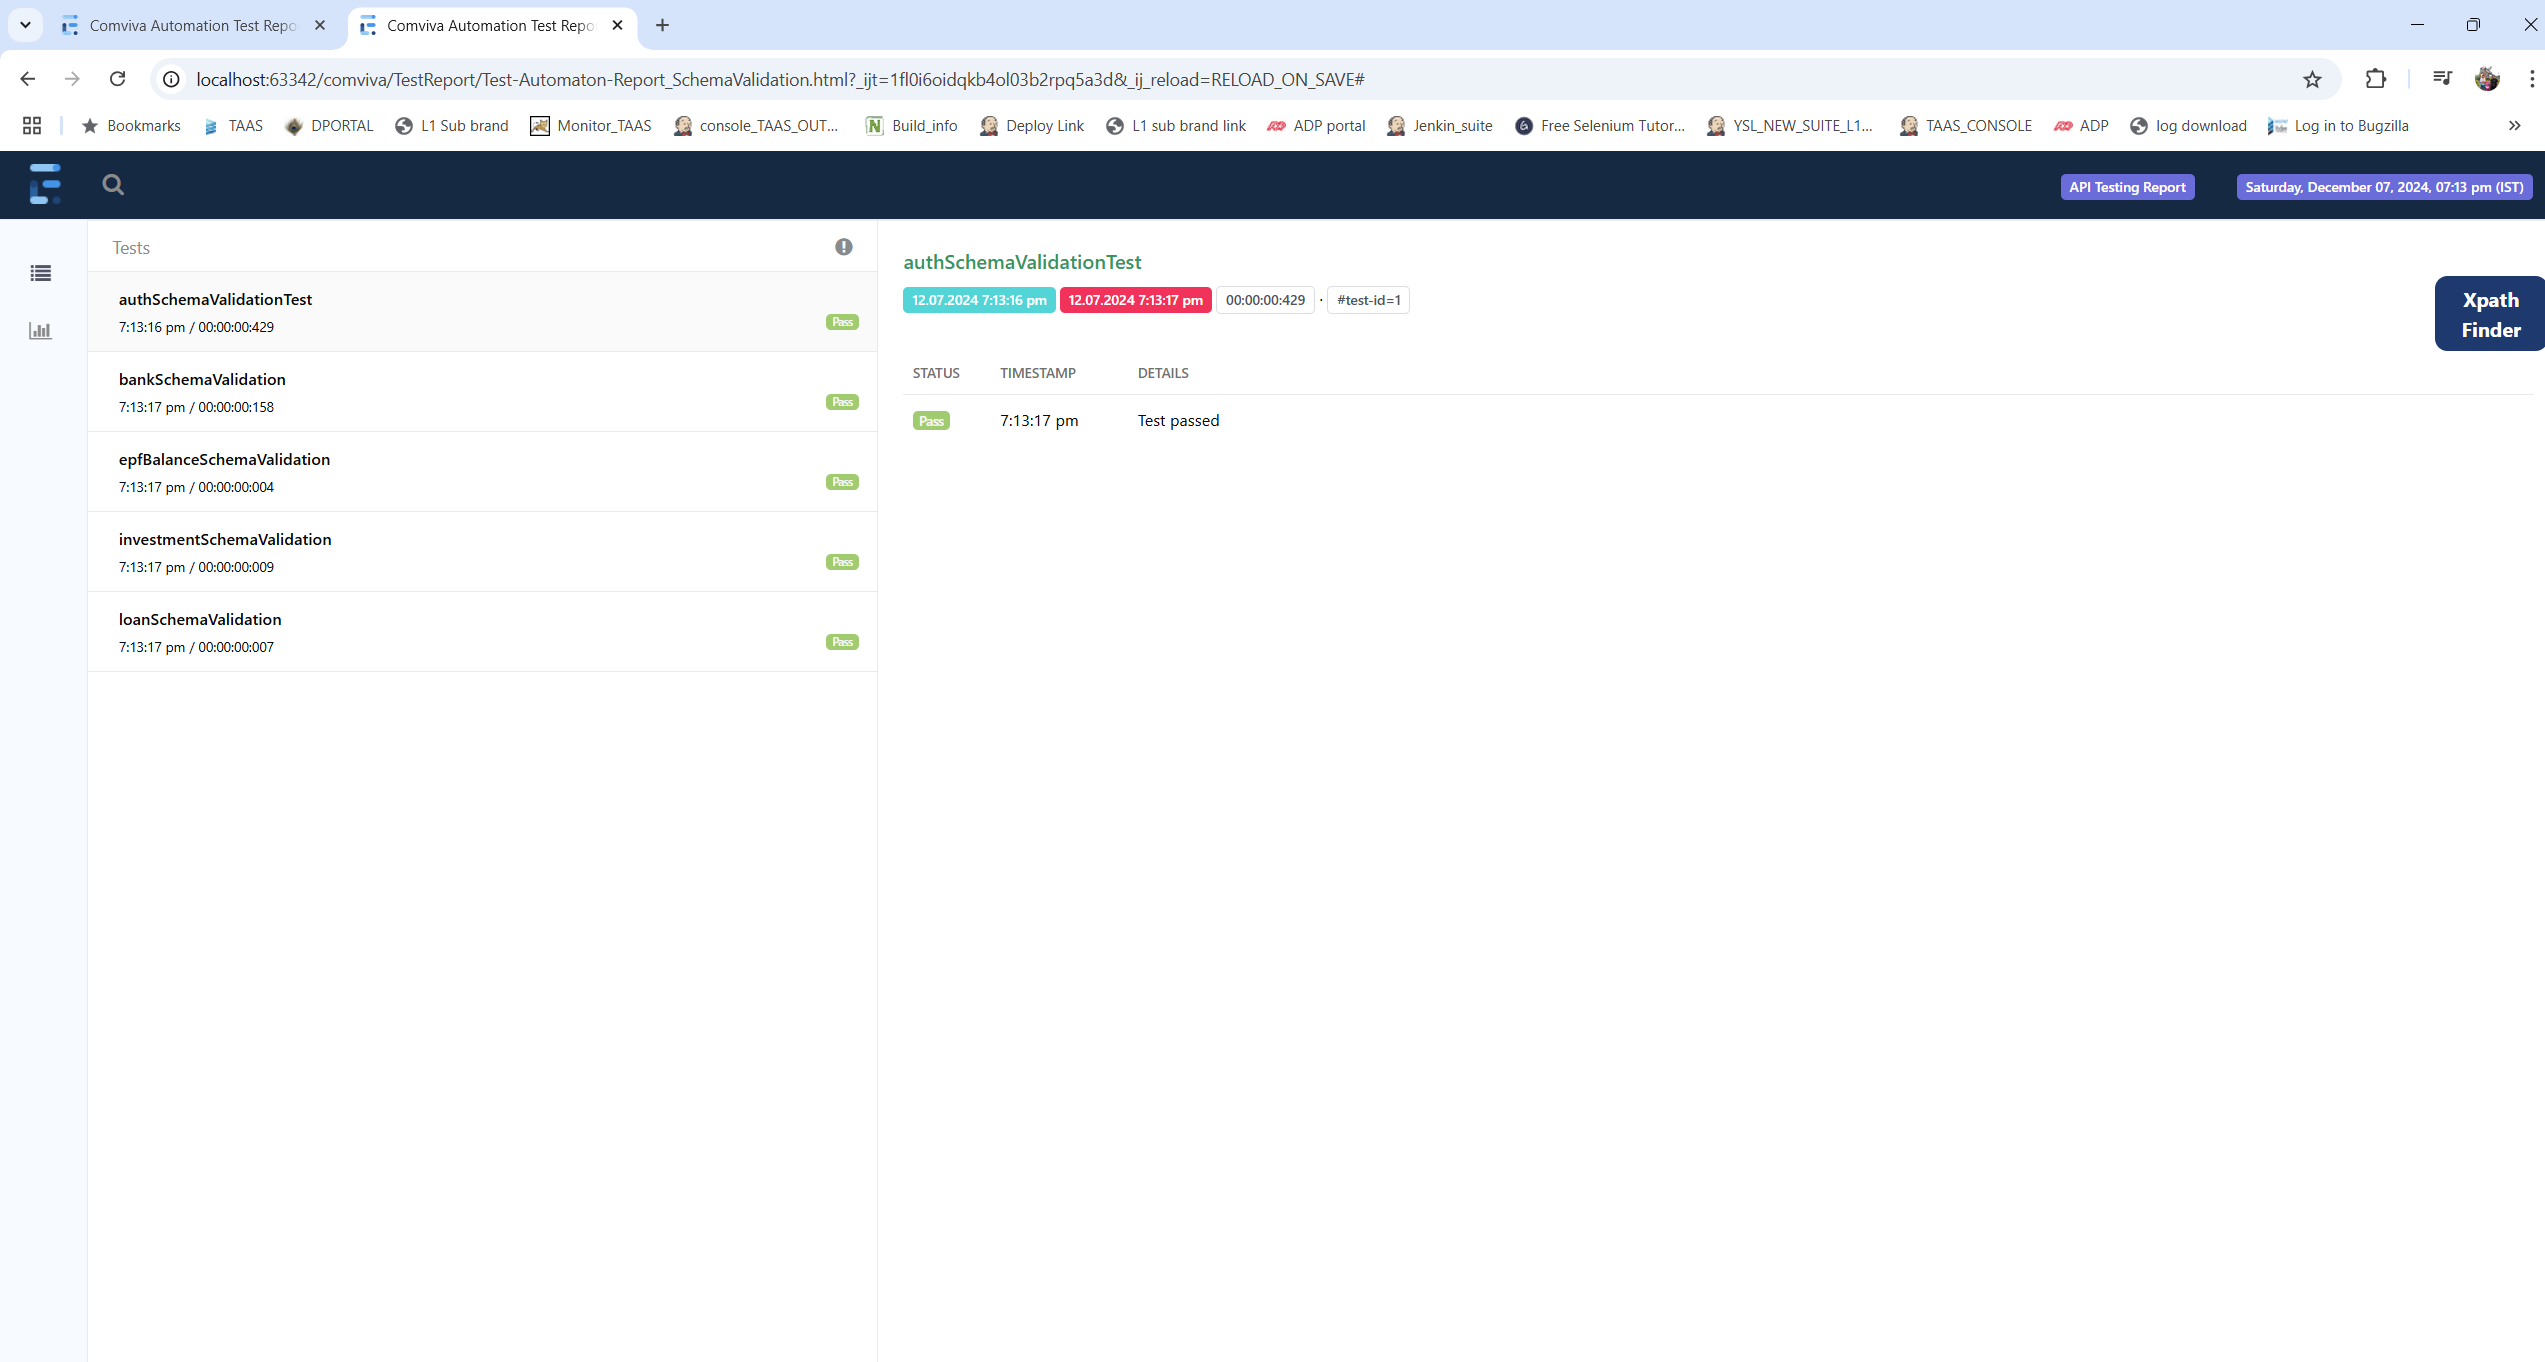 Comviva Automation Test Repo
Comviva Automation Test Repo
localhost:63342/comviva/TestReport/Test-Automaton-Report_SchemaValidation.html?_ijt=1fl0i6oidqkb4ol03b2rpq5a3d&_ij_reload=RELOAD_ON_SAVE#
Bookmarks TAAS DPORTAL L1 Sub brand Monitor_TAAS console_TAAS_OUT... Build_info Deploy Link L1 sub brand link ADP portal Jenkin_suite Free Selenium Tutor... YSL_NEW_SUITE_L1... TAAS_CONSOLE ADP log download Log in to Bugzilla
API Testing Report Saturday, December 07, 2024, 07:13 pm (IST)
Tests
authSchemaValidationTest
7:13:16 pm / 00:00:00:429
Pass
bankSchemaValidation
7:13:17 pm / 00:00:00:158
Pass
epfBalanceSchemaValidation
7:13:17 pm / 00:00:00:004
Pass
investmentSchemaValidation
7:13:17 pm / 00:00:00:009
Pass
loanSchemaValidation
7:13:17 pm / 00:00:00:007
Pass
authSchemaValidationTest
12.07.2024 7:13:16 pm 12.07.2024 7:13:17 pm 00:00:00:429 · #test-id=1
Xpath
Finder
STATUS TIMESTAMP DETAILS
Pass 7:13:17 pm Test passed